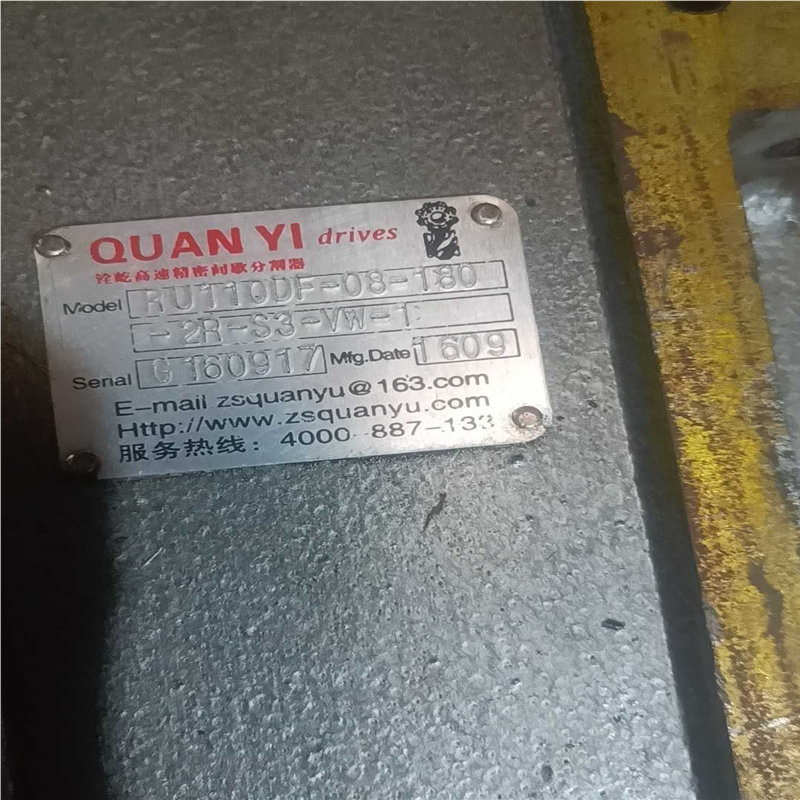 QUAN YI drives
铨屹高速精密间歇分割器
Model RU110DF-08-180
-2R-S3-VW-1
Serial G160917 Mfg.Date 1609
E-mail zsquanyu@163.com
Http://www.zsquanyu.com
服务热线：4000-887-133